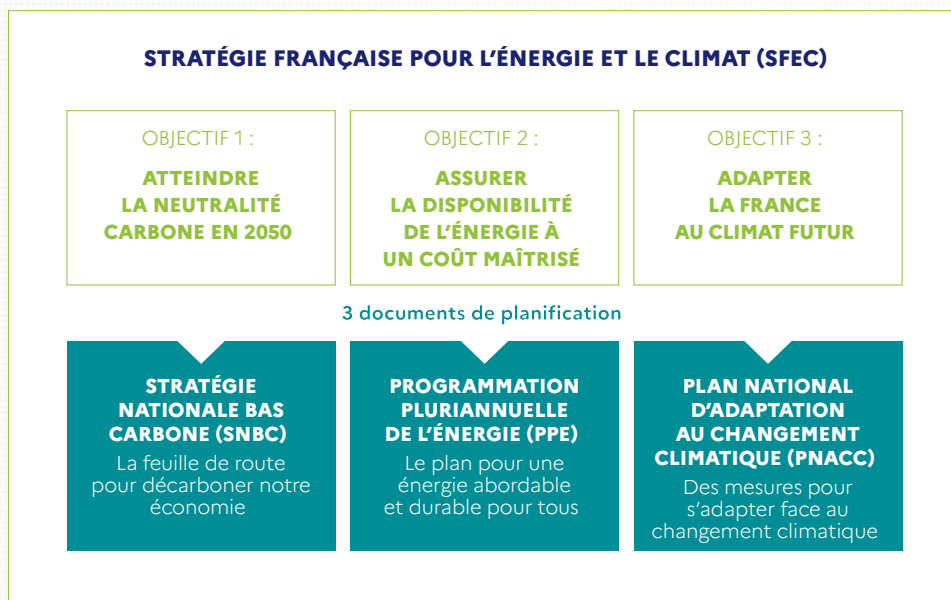 STRATÉGIE FRANÇAISE POUR L'ÉNERGIE ET LE CLIMAT (SFEC)
OBJECTIF 1 :
ATTEINDRE
LA NEUTRALITÉ
CARBONE EN 2050
OBJECTIF 2 :
ASSURER
LA DISPONIBILITÉ
DE L'ÉNERGIE À
UN COÛT MAÎTRISÉ
OBJECTIF 3 :
ADAPTER
LA FRANCE
AU CLIMAT FUTUR
3 documents de planification
STRATÉGIE
NATIONALE BAS
CARBONE (SNBC)
La feuille de route
pour décarboner notre
économie
PROGRAMMATION
PLURIANNUELLE
DE L'ÉNERGIE (PPE)
Le plan pour une
énergie abordable
et durable pour tous
PLAN NATIONAL
D'ADAPTATION
AU CHANGEMENT
CLIMATIQUE (PNACC)
Des mesures pour
s'adapter face au
changement climatique